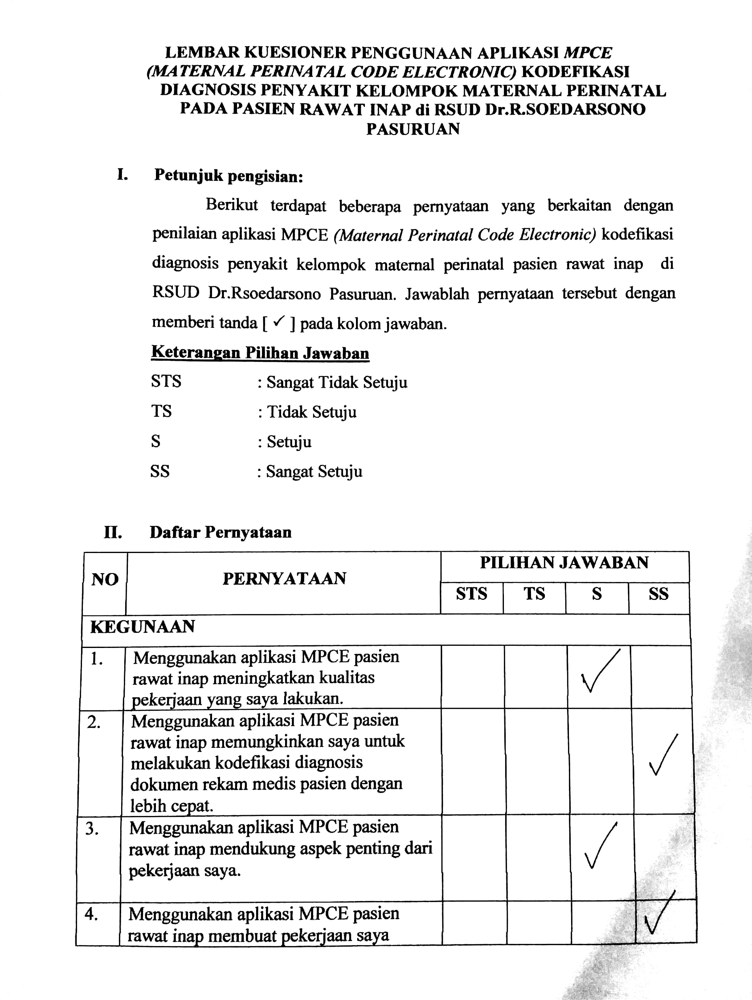 LEMBAR KUESIONER PENGGUNAAN APLIKASI MPCE
(MATERNAL PERINATAL CODE ELECTRONIC) KODEFIKASI
DIAGNOSIS PENYAKIT KELOMPOK MATERNAL PERINATAL
PADA PASIEN RAWAT INAP di RSUD Dr.R.SOEDARSONO
PASURUAN
I. Petunjuk pengisian:
Berikut terdapat beberapa pernyataan yang berkaitan dengan
penilaian aplikasi MPCE (Maternal Perinatal Code Electronic) kodefikasi
diagnosis penyakit kelompok maternal perinatal pasien rawat inap di
RSUD Dr.Rsoedarsono Pasuruan. Jawablah pernyataan tersebut dengan
memberi tanda [ ✓ ] pada kolom jawaban.
Keterangan Pilihan Jawaban
STS : Sangat Tidak Setuju
TS : Tidak Setuju
S : Setuju
SS : Sangat Setuju
II. Daftar Pernyataan
NO PERNYATAAN PILIHAN JAWABAN
STS TS S SS
KEGUNAAN
1. Menggunakan aplikasi MPCE pasien
rawat inap meningkatkan kualitas ✓
pekerjaan yang saya lakukan.
2. Menggunakan aplikasi MPCE pasien
rawat inap memungkinkan saya untuk
melakukan kodefikasi diagnosis ✓
dokumen rekam medis pasien dengan
lebih cepat.
3. Menggunakan aplikasi MPCE pasien
rawat inap mendukung aspek penting dari ✓
pekerjaan saya.
4. Menggunakan aplikasi MPCE pasien ✓
rawat inap membuat pekerjaan saya